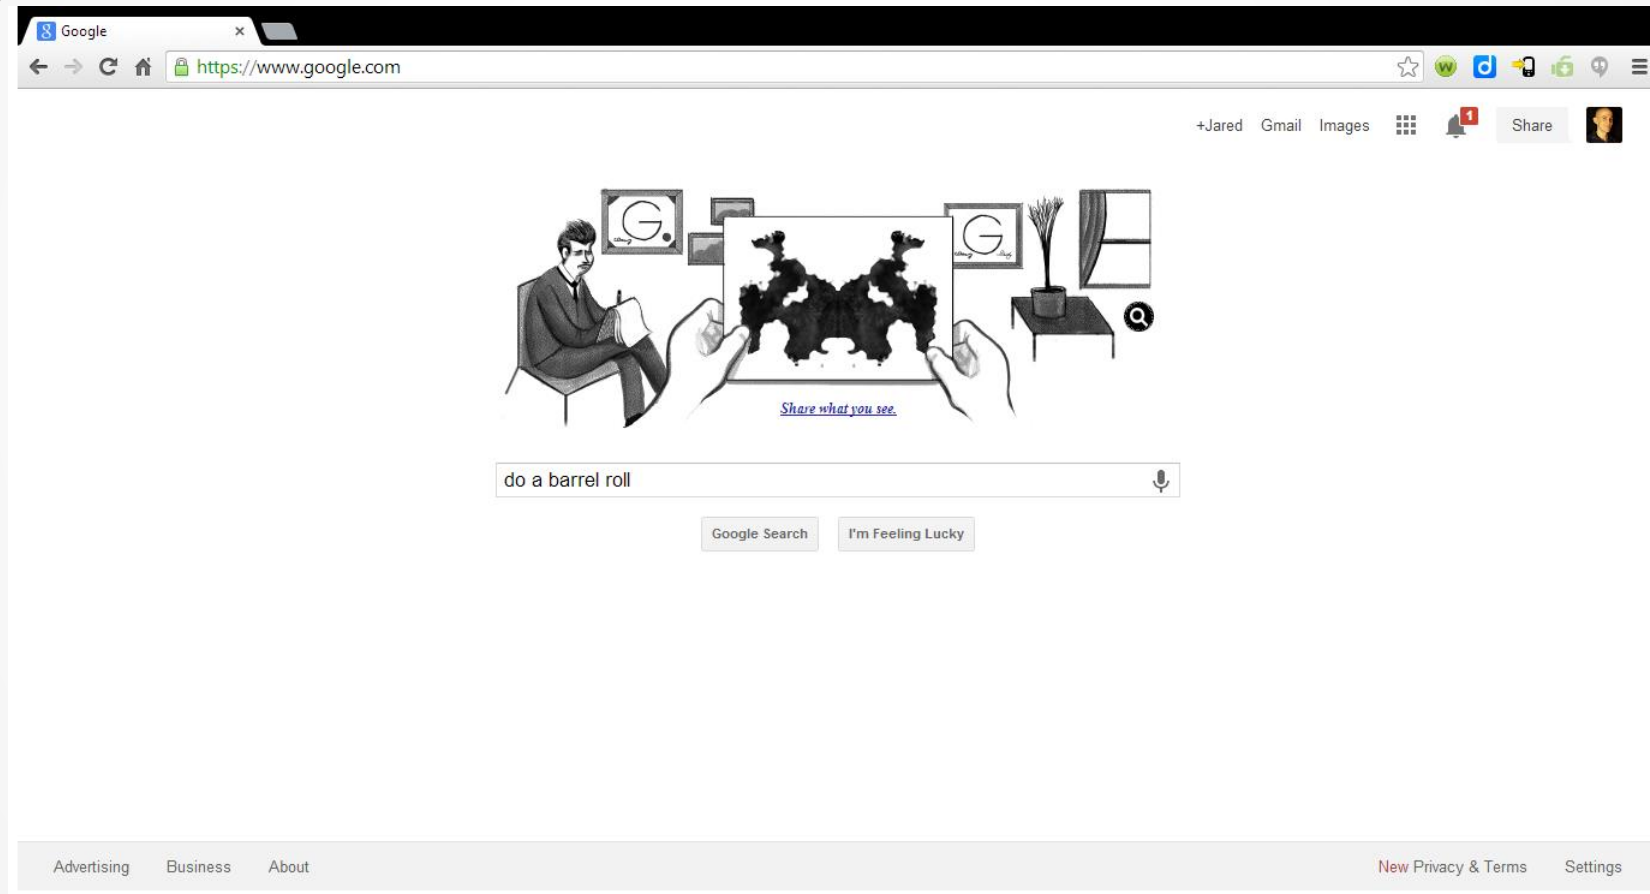 Google
https://www.google.com
+Jared Gmail Images 1 Share
G.
G
Share what you see.
do a barrel roll
Google Search I'm Feeling Lucky
Advertising Business About New Privacy & Terms Settings